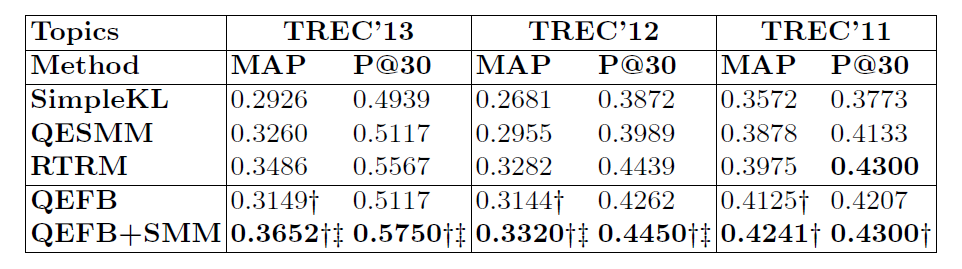 Topics TREC'13 TREC'12 TREC'11
Method MAP P@30 MAP P@30 MAP P@30
SimpleKL 0.2926 0.4939 0.2681 0.3872 0.3572 0.3773
QESMM 0.3260 0.5117 0.2955 0.3989 0.3878 0.4133
RTRM 0.3486 0.5567 0.3282 0.4439 0.3975 0.4300
QEFB 0.3149† 0.5117 0.3144† 0.4262 0.4125† 0.4207
QEFB+SMM 0.3652†‡ 0.5750†‡ 0.3320†‡ 0.4450†‡ 0.4241† 0.4300†